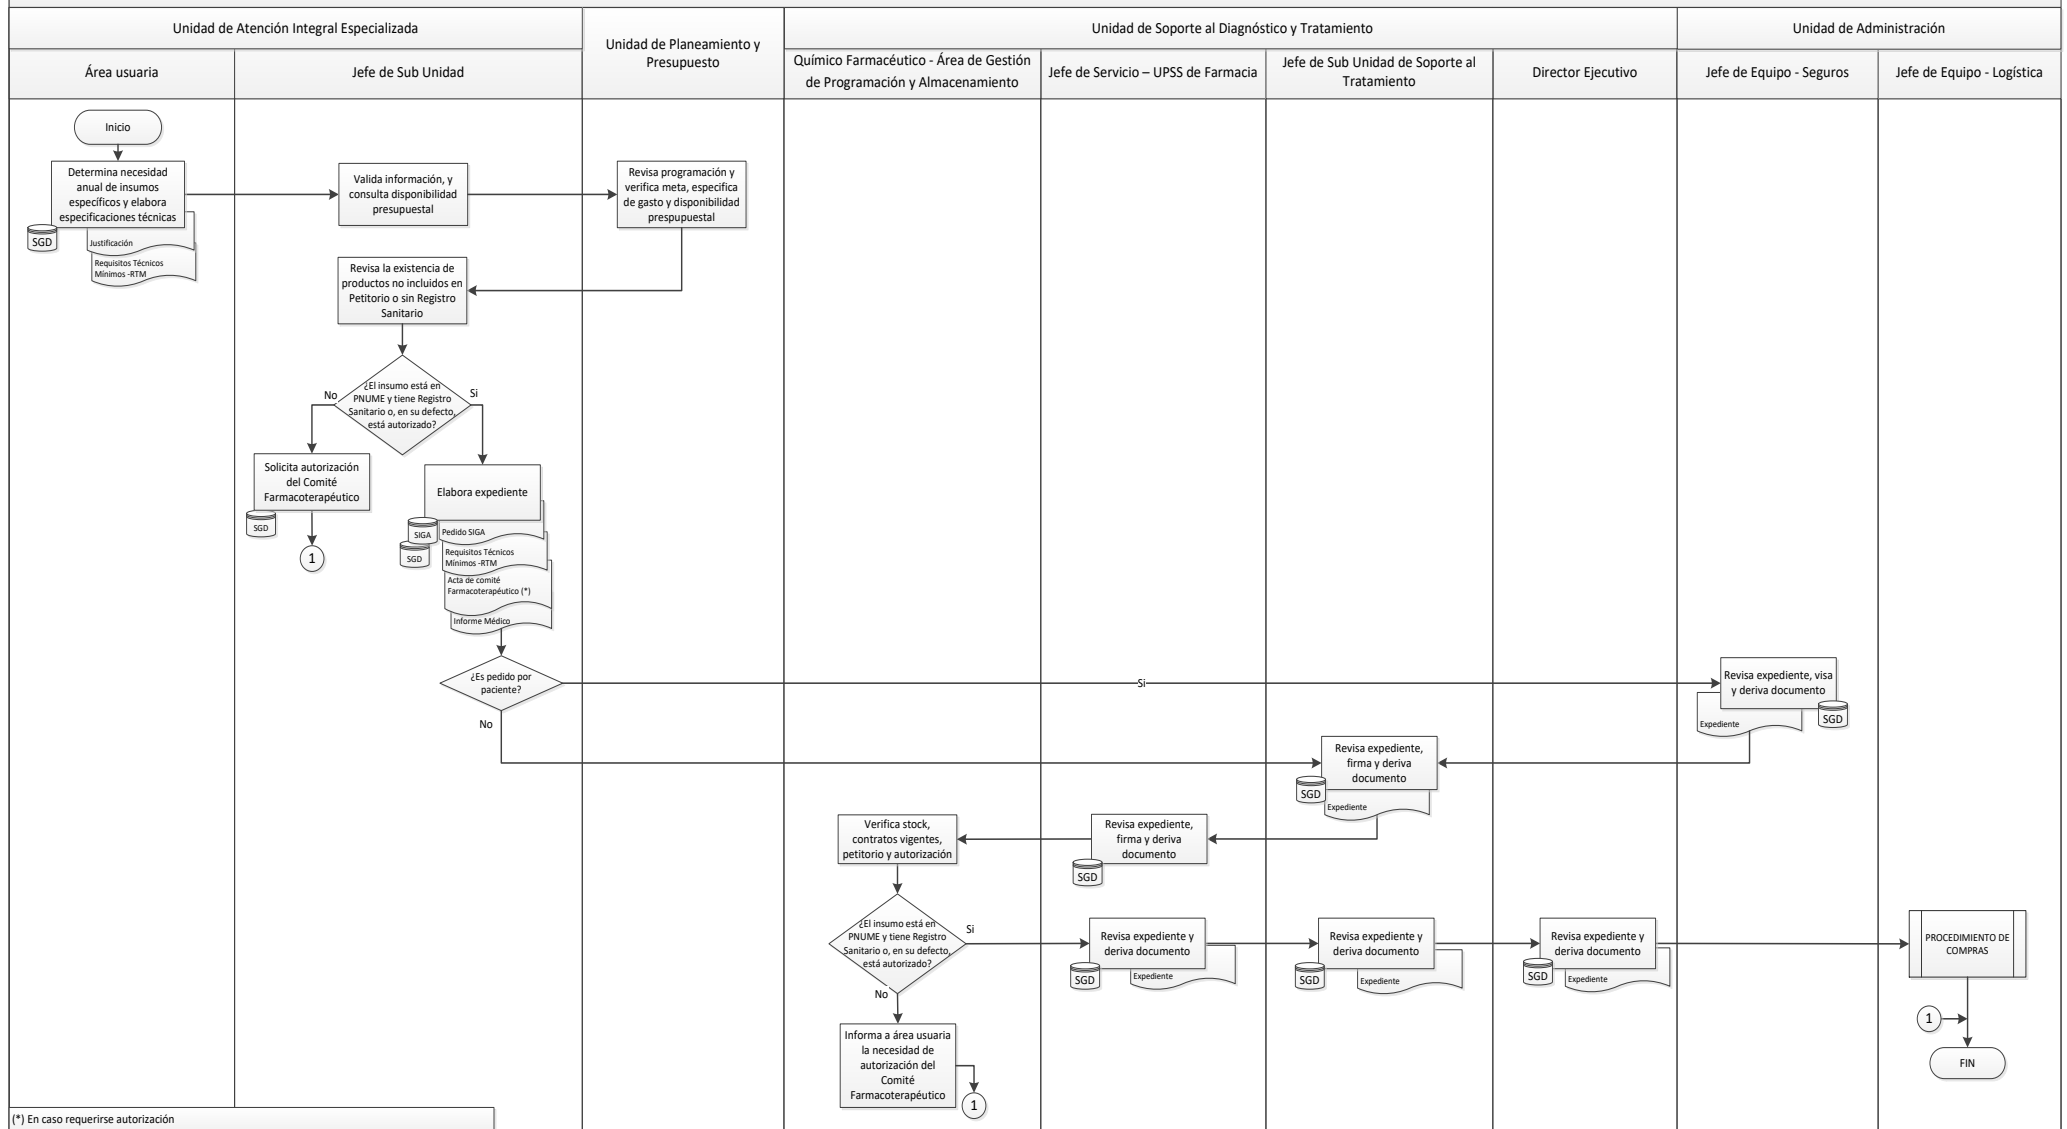 Unidad de Atención Integral Especializada
Unidad de Planeamiento y
Presupuesto
Unidad de Soporte al Diagnóstico y Tratamiento
Unidad de Administración
Área usuaria
Jefe de Sub Unidad
Químico Farmacéutico - Área de Gestión
de Programación y Almacenamiento
Jefe de Servicio – UPSS de Farmacia
Jefe de Sub Unidad de Soporte al
Tratamiento
Director Ejecutivo
Jefe de Equipo - Seguros
Jefe de Equipo - Logística
Inicio
Determina necesidad
anual de insumos
específicos y elabora
especificaciones técnicas
SGD
Justificación
Requisitos Técnicos
Mínimos -RTM
Valida información, y
consulta disponibilidad
presupuestal
Revisa programación y
verifica meta, especifica
de gasto y disponibilidad
prespupuestal
Revisa la existencia de
productos no incluidos en
Petitorio o sin Registro
Sanitario
¿El insumo está en
PNUME y tiene Registro
Sanitario o, en su defecto,
está autorizado?
No
Si
Solicita autorización
del Comité
Farmacoterapéutico
SGD
1
Elabora expediente
SIGA
SGD
Pedido SIGA
Requisitos Técnicos
Mínimos -RTM
Acta de comité
Farmacoterapéutico (*)
Informe Médico
¿Es pedido por
paciente?
Si
No
Revisa expediente, visa
y deriva documento
Expediente
SGD
Revisa expediente,
firma y deriva
documento
SGD
Expediente
Revisa expediente,
firma y deriva
documento
SGD
Verifica stock,
contratos vigentes,
petitorio y autorización
¿El insumo está en
PNUME y tiene Registro
Sanitario o, en su defecto,
está autorizado?
Si
No
Revisa expediente y
deriva documento
SGD
Expediente
Revisa expediente y
deriva documento
SGD
Expediente
Revisa expediente y
deriva documento
SGD
Expediente
PROCEDIMIENTO DE
COMPRAS
1
FIN
Informa a área usuaria
la necesidad de
autorización del
Comité
Farmacoterapéutico
1
(*) En caso requerirse autorización